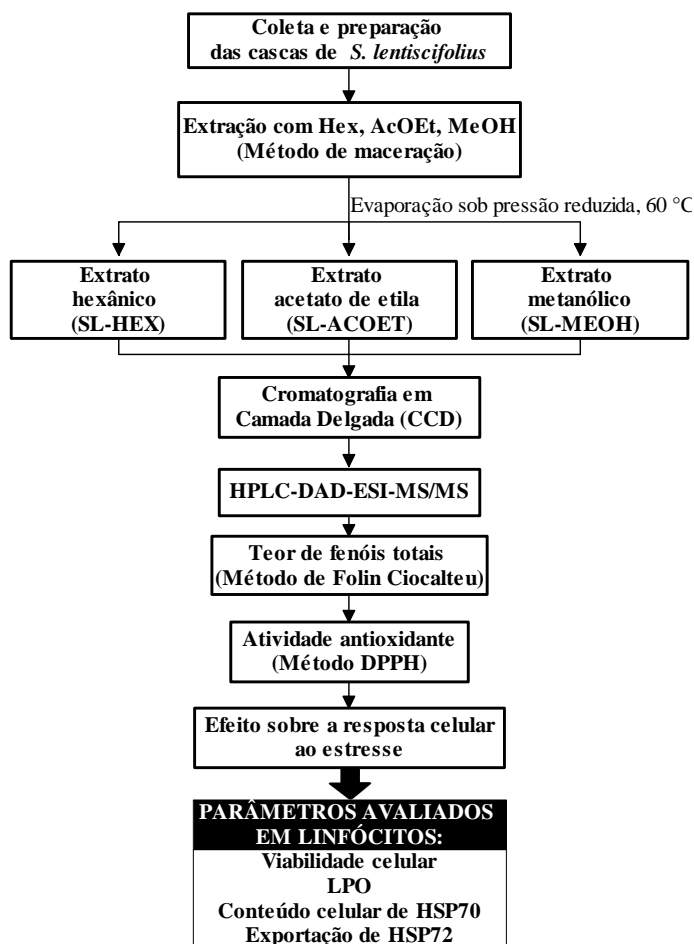 Coleta e preparação
das cascas de S. lentiscifolius
Extração com Hex, AcOEt, MeOH
(Método de maceração)
Evaporação sob pressão reduzida, 60 °C
Extrato
hexânico
(SL-HEX)
Extrato
acetato de etila
(SL-ACOET)
Extrato
metanólico
(SL-MEOH)
Cromatografia em
Camada Delgada (CCD)
HPLC-DAD-ESI-MS/MS
Teor de fenóis totais
(Método de Folin Ciocalteu)
Atividade antioxidante
(Método DPPH)
Efeito sobre a resposta celular
ao estresse
PARÂMETROS AVALIADOS
EM LINFÓCITOS:
Viabilidade celular
LPO
Conteúdo celular de HSP70
Exportação de HSP72